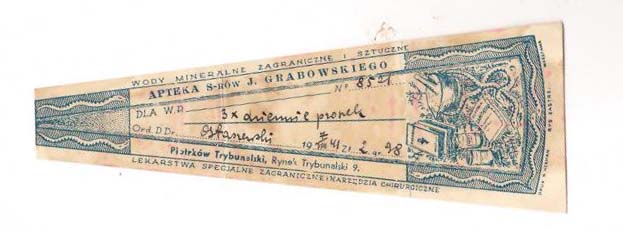 WODY MINERALNE ZAGRANICZNE I SZTUCZNE
APTEKA S-rów J. GRABOWSKIEGO
Nº 8521
DLA W.P. 3 x dziennie proszek
Ord. D Dr.
19 41 Zł. 2 g. 98
Piotrków Trybunalski, Rynek Trybunalski 9.
LEKARSTWA SPECJALNE ZAGRANICZNE i NARZĘDZIA CHIRURGICZNE